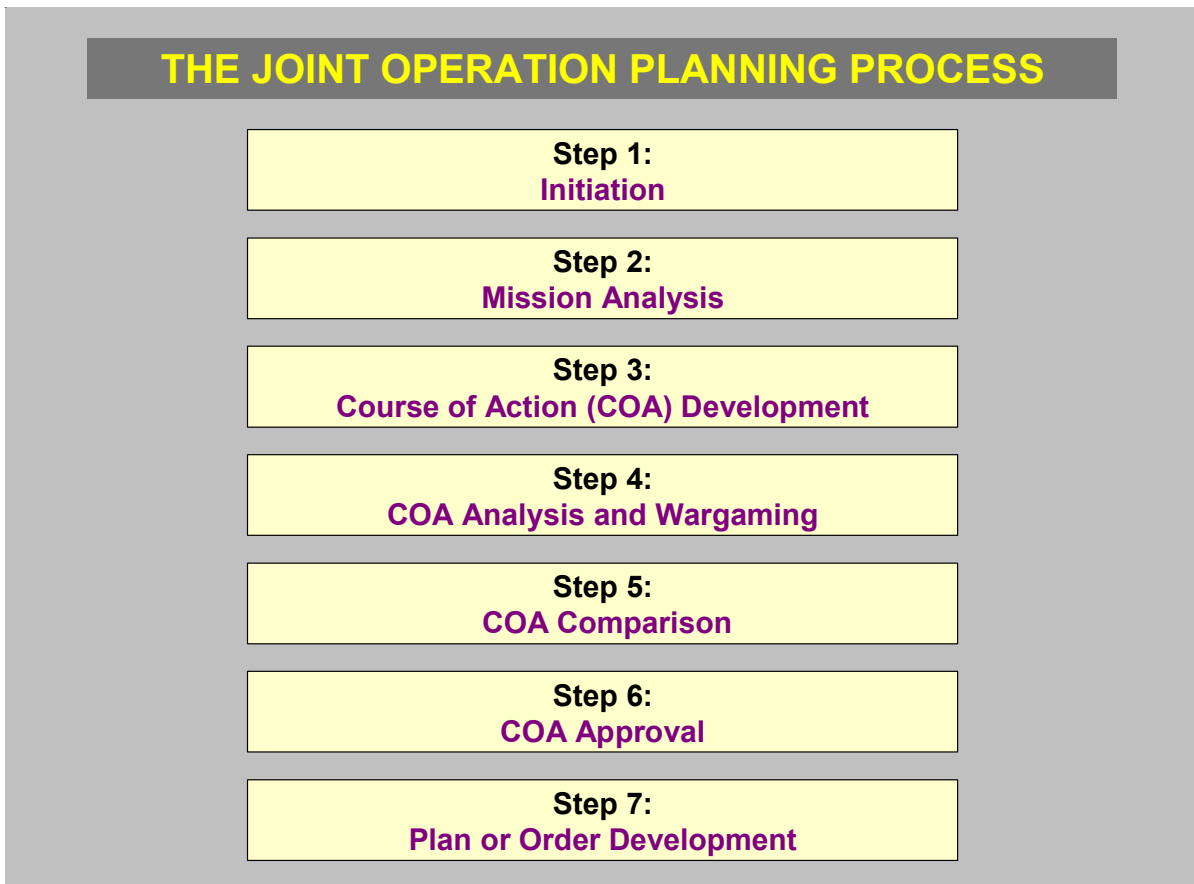 THE JOINT OPERATION PLANNING PROCESS
Step 1:
Initiation
Step 2:
Mission Analysis
Step 3:
Course of Action (COA) Development
Step 4:
COA Analysis and Wargaming
Step 5:
COA Comparison
Step 6:
COA Approval
Step 7:
Plan or Order Development